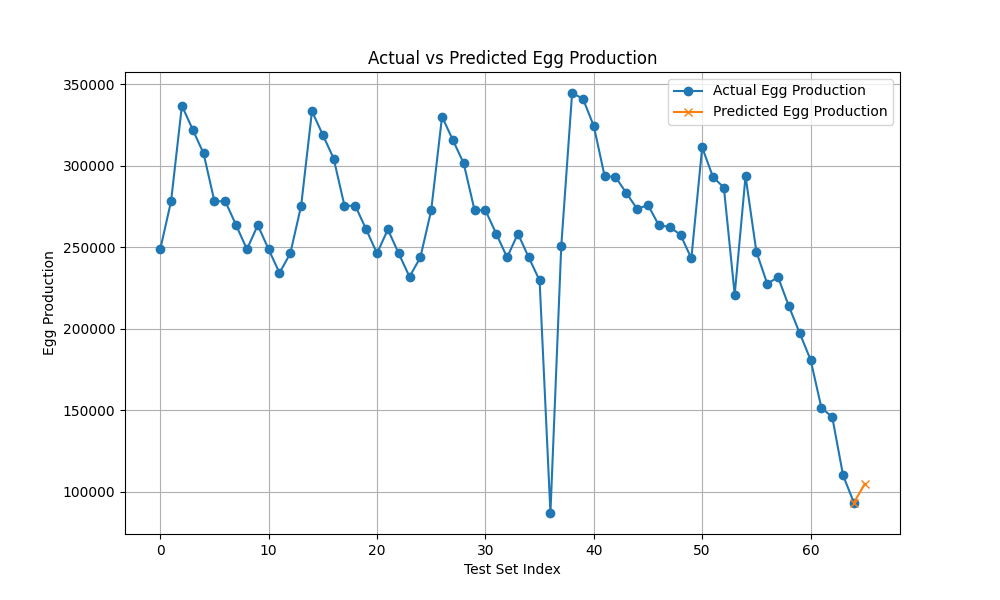 Actual vs Predicted Egg Production
Actual Egg Production
Predicted Egg Production
Egg Production
350000
300000
250000
200000
150000
100000
0 10 20 30 40 50 60
Test Set Index